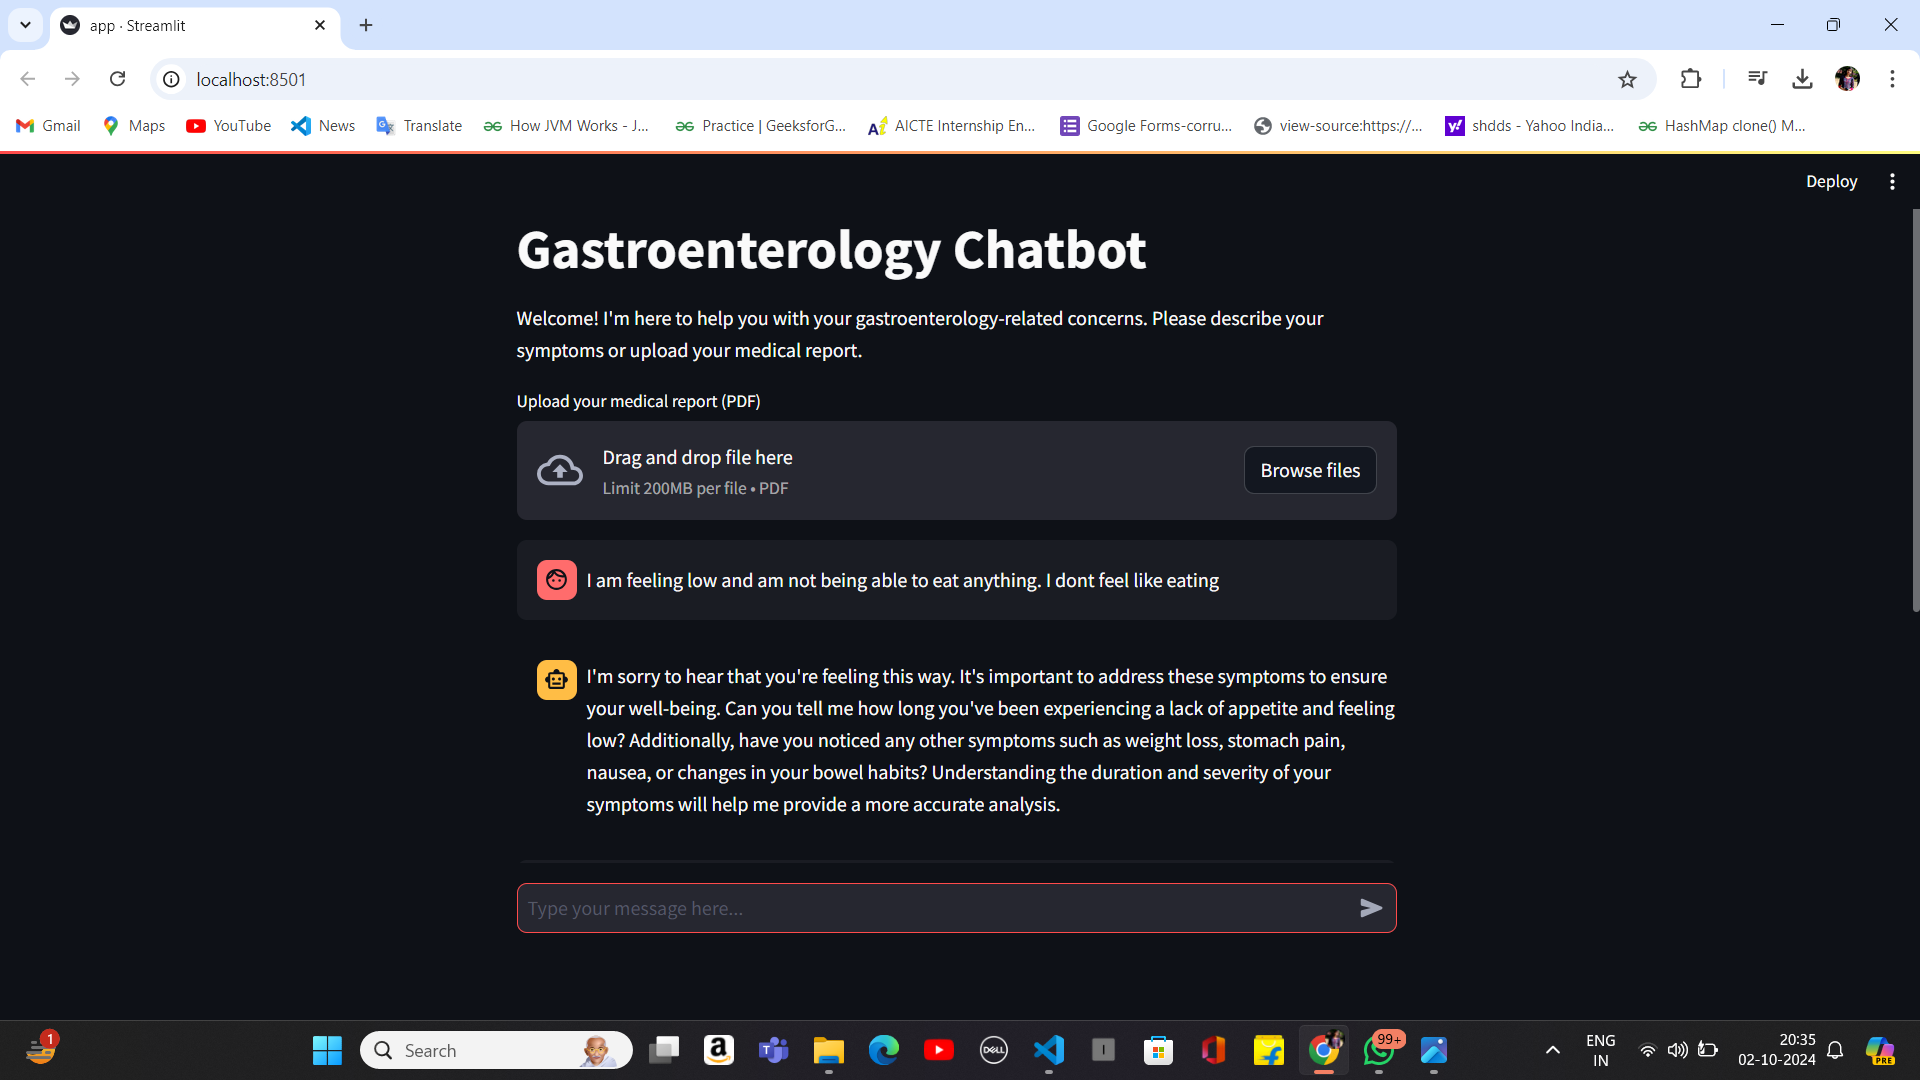 app · Streamlit
localhost:8501
Gmail
Maps
YouTube
News
Translate
How JVM Works - J...
Practice | GeeksforG...
AICTE Internship En...
Google Forms-corru...
view-source:https://...
shdds - Yahoo India...
HashMap clone() M...
Deploy
Gastroenterology Chatbot
Welcome! I'm here to help you with your gastroenterology-related concerns. Please describe your
symptoms or upload your medical report.
Upload your medical report (PDF)
Drag and drop file here
Limit 200MB per file • PDF
Browse files
I am feeling low and am not being able to eat anything. I dont feel like eating
I'm sorry to hear that you're feeling this way. It's important to address these symptoms to ensure
your well-being. Can you tell me how long you've been experiencing a lack of appetite and feeling
low? Additionally, have you noticed any other symptoms such as weight loss, stomach pain,
nausea, or changes in your bowel habits? Understanding the duration and severity of your
symptoms will help me provide a more accurate analysis.
Type your message here...
1
Search
DELL
99+
ENG
IN
20:35
02-10-2024
PRE